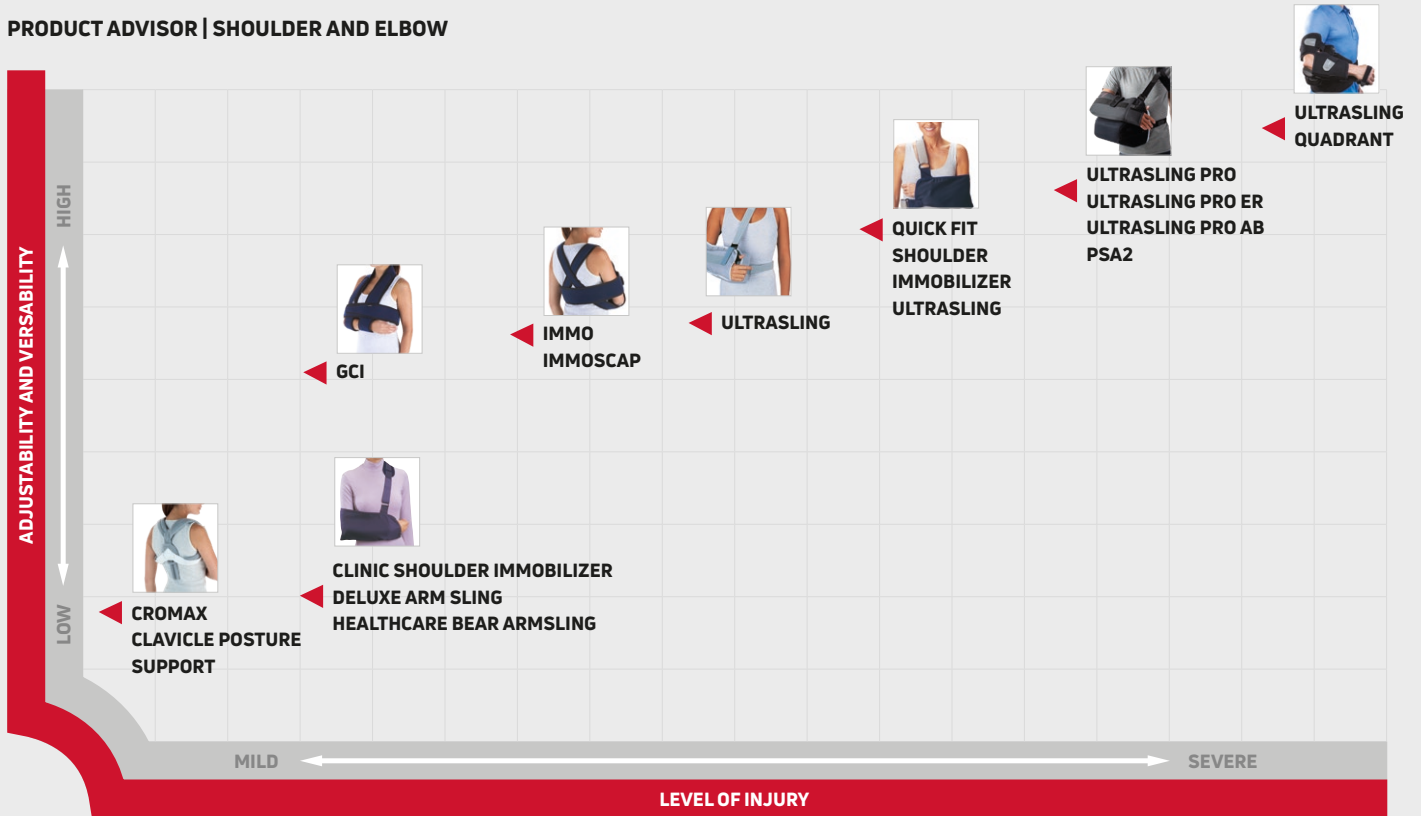 PRODUCT ADVISOR | SHOULDER AND ELBOW
ULTRASLING
QUADRANT
ULTRASLING PRO
ULTRASLING PRO ER
ULTRASLING PRO AB
PSA2
QUICK FIT
SHOULDER
IMMOBILIZER
ULTRASLING
ULTRASLING
IMMO
IMMOSCAP
GCI
CLINIC SHOULDER IMMOBILIZER
DELUXE ARM SLING
HEALTHCARE BEAR ARMSLING
CROMAX
CLAVICLE POSTURE
SUPPORT
HIGH
LOW
ADJUSTABILITY AND VERSABILITY
MILD
SEVERE
LEVEL OF INJURY